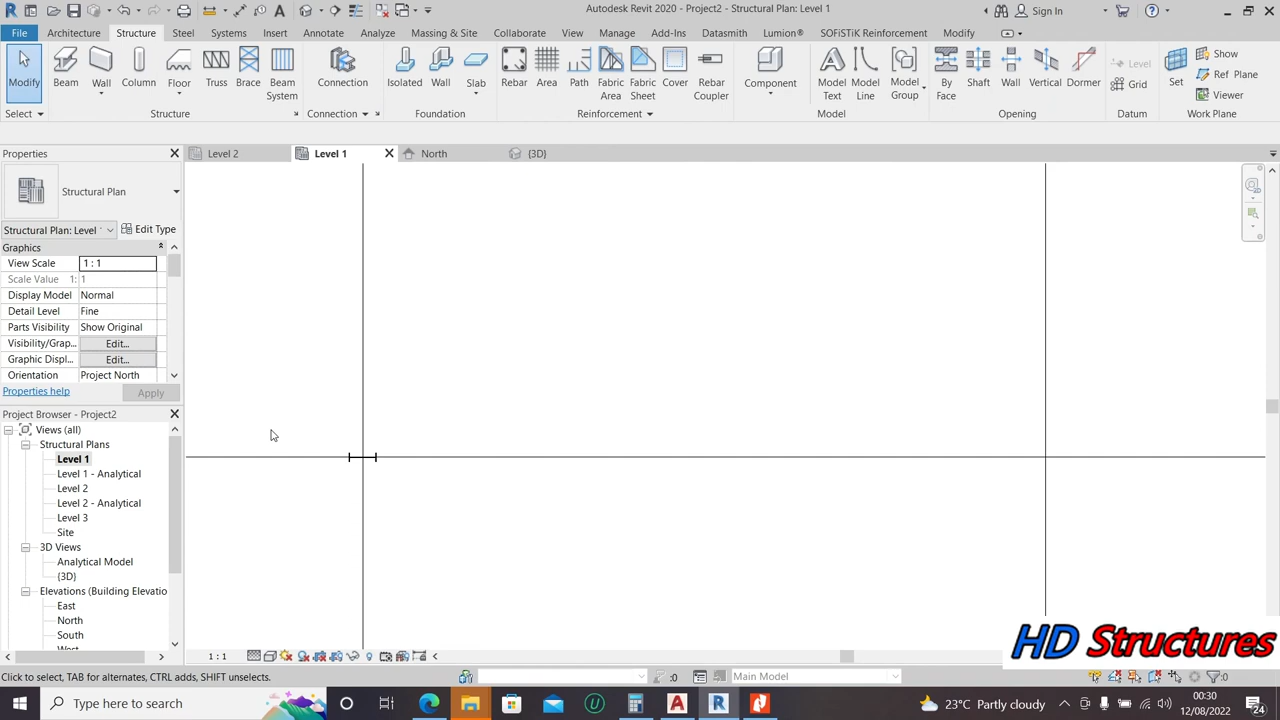 Autodesk Revit 2020 - Project2 - Structural Plan: Level 1
Sign In
File Architecture Structure Steel Systems Insert Annotate Analyze Massing & Site Collaborate View Manage Add-Ins Datasmith Lumion® SOFiSTiK Reinforcement Modify
Modify Beam Wall Column Floor Truss Brace Beam System Connection Isolated Wall Slab Rebar Area Path Fabric Area Fabric Sheet Cover Rebar Coupler Component Model Text Model Line Model Group By Face Shaft Wall Vertical Dormer Level Grid Set Show Ref Plane Viewer
Select Structure Connection Foundation Reinforcement Model Opening Datum Work Plane
Properties
Level 2 Level 1 North {3D}
Structural Plan
Structural Plan: Level Edit Type
Graphics
View Scale 1 : 1
Scale Value 1: 1
Display Model Normal
Detail Level Fine
Parts Visibility Show Original
Visibility/Grap... Edit...
Graphic Displ... Edit...
Orientation Project North
Properties help Apply
Project Browser - Project2
Views (all)
Structural Plans
Level 1
Level 1 - Analytical
Level 2
Level 2 - Analytical
Level 3
Site
3D Views
Analytical Model
{3D}
Elevations (Building Elevatio
East
North
South
West
HD Structures
1 : 1
Click to select, TAB for alternates, CTRL adds, SHIFT unselects.
:0 Main Model :0
Type here to search
23°C Partly cloudy
00:30
12/08/2022
24